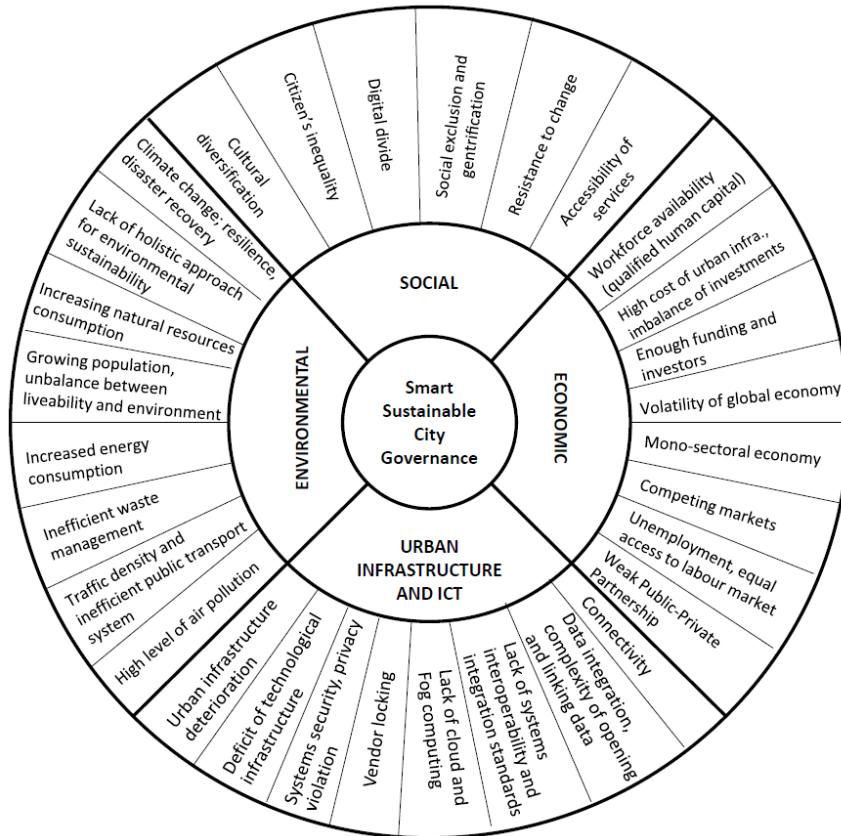 Smart
Sustainable
City
Governance
SOCIAL
Cultural
diversification
Citizen's inequality
Digital divide
Social exclusion and
gentrification
Resistance to change
Accessibility of
services
ECONOMIC
Workforce availability
(qualified human capital)
High cost of urban infra.,
imbalance of investments
Enough funding and
investors
Volatility of global economy
Mono-sectoral economy
Competing markets
Unemployment, equal
access to labour market
Weak Public-Private
Partnership
URBAN
INFRASTRUCTURE
AND ICT
Connectivity
Data integration,
complexity of opening
and linking data
Lack of systems
interoperability and
integration standards
Lack of cloud and
Fog computing
Vendor locking
Systems security, privacy
violation
Deficit of technological
infrastructure
Urban infrastructure
deterioration
ENVIRONMENTAL
High level of air pollution
Traffic density and
inefficient public transport
system
Inefficient waste
management
Increased energy
consumption
Growing population,
unbalance between
liveability and environment
Increasing natural resources
consumption
Lack of holistic approach
for environmental
sustainability
Climate change; resilience,
disaster recovery